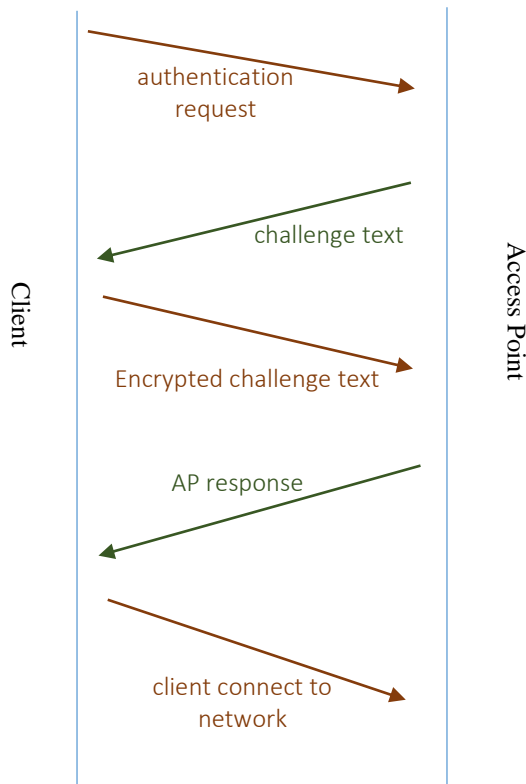 authentication
request
challenge text
Client
Access Point
Encrypted challenge text
AP response
client connect to
network